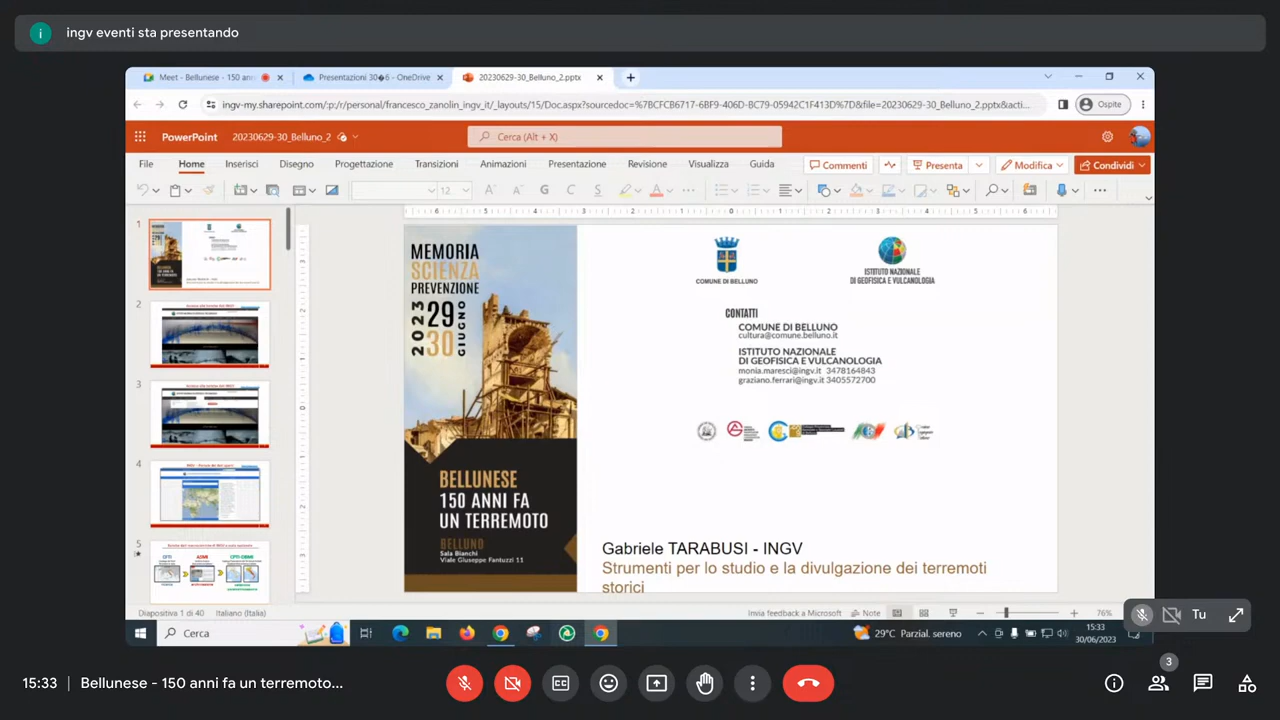 i
ingv eventi sta presentando
Meet - Bellunese - 150 ann
Presentazioni 30�6 - OneDrive
20230629-30_Belluno_2.pptx
ingv-my.sharepoint.com/:p:/r/personal/francesco_zanolin_ingv_it/_layouts/15/Doc.aspx?sourcedoc=%7BCFCB6717-6BF9-406D-BC79-05942C1F413D%7D&file=20230629-30_Belluno_2.pptx&acti...
Ospite
PowerPoint
20230629-30_Belluno_2
Cerca (Alt + X)
File
Home
Inserisci
Disegno
Progettazione
Transizioni
Animazioni
Presentazione
Revisione
Visualizza
Guida
Commenti
Presenta
Modifica
Condividi
12
G
C
S
1
2
3
4
5
MEMORIA
SCIENZA
PREVENZIONE
2023
29
30
GIUGNO
BELLUNESE
150 ANNI FA
UN TERREMOTO
BELLUNO
Sala Bianchi
Viale Giuseppe Fantuzzi 11
COMUNE DI BELLUNO
ISTITUTO NAZIONALE
DI GEOFISICA E VULCANOLOGIA
CONTATTI
COMUNE DI BELLUNO
cultura@comune.belluno.it
ISTITUTO NAZIONALE
DI GEOFISICA E VULCANOLOGIA
monia.maresci@ingv.it 3478164843
graziano.ferrari@ingv.it 3405572700
Gabriele TARABUSI - INGV
Strumenti per lo studio e la divulgazione dei terremoti
storici
Diapositiva 1 di 40
Italiano (Italia)
Invia feedback a Microsoft
Note
76%
Cerca
29°C Parzial. sereno
15:33
30/06/2023
Tu
15:33 | Bellunese - 150 anni fa un terremoto...
3